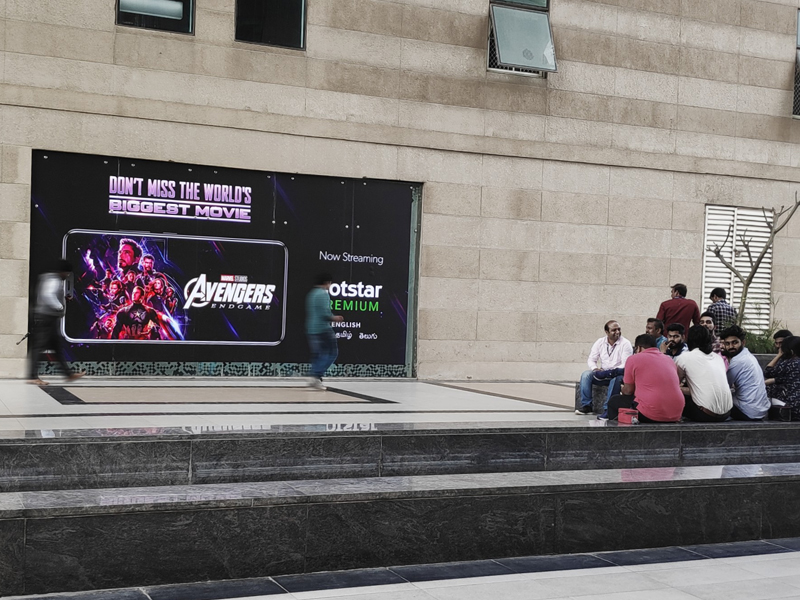 DON'T MISS THE WORLD'S
BIGGEST MOVIE
MARVEL STUDIOS
AVENGERS
ENDGAME
Now Streaming
otstar
REMIUM
ENGLISH
தமிழ் తెలుగు